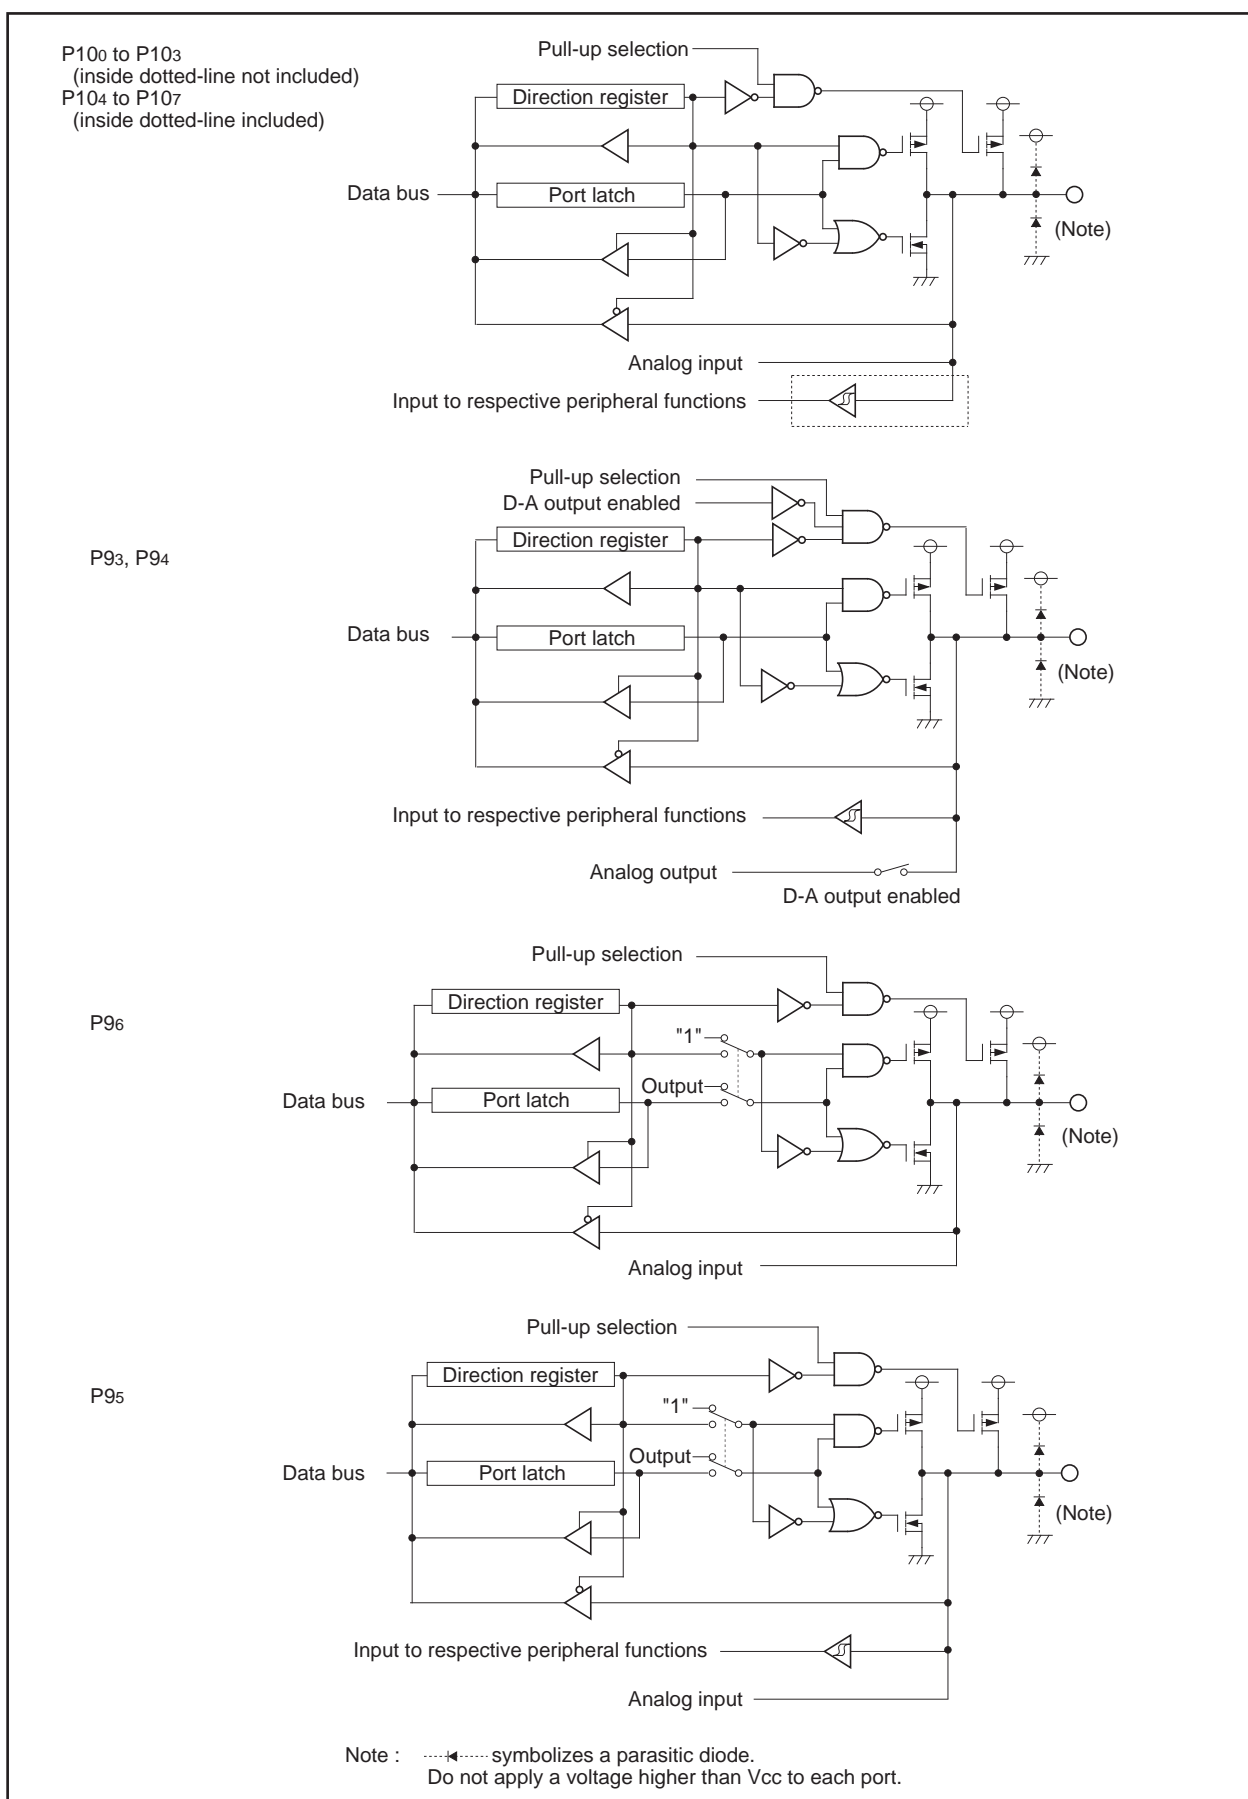 P100 to P103
(inside dotted-line not included)
P104 to P107
(inside dotted-line included)
Pull-up selection
Direction register
Data bus
Port latch
(Note)
Analog input
Input to respective peripheral functions
P93, P94
Pull-up selection
D-A output enabled
Direction register
Data bus
Port latch
(Note)
Input to respective peripheral functions
Analog output
D-A output enabled
P96
Pull-up selection
Direction register
"1"
Output
Data bus
Port latch
(Note)
Analog input
P95
Pull-up selection
Direction register
"1"
Output
Data bus
Port latch
(Note)
Input to respective peripheral functions
Analog input
Note : symbolizes a parasitic diode.
Do not apply a voltage higher than Vcc to each port.